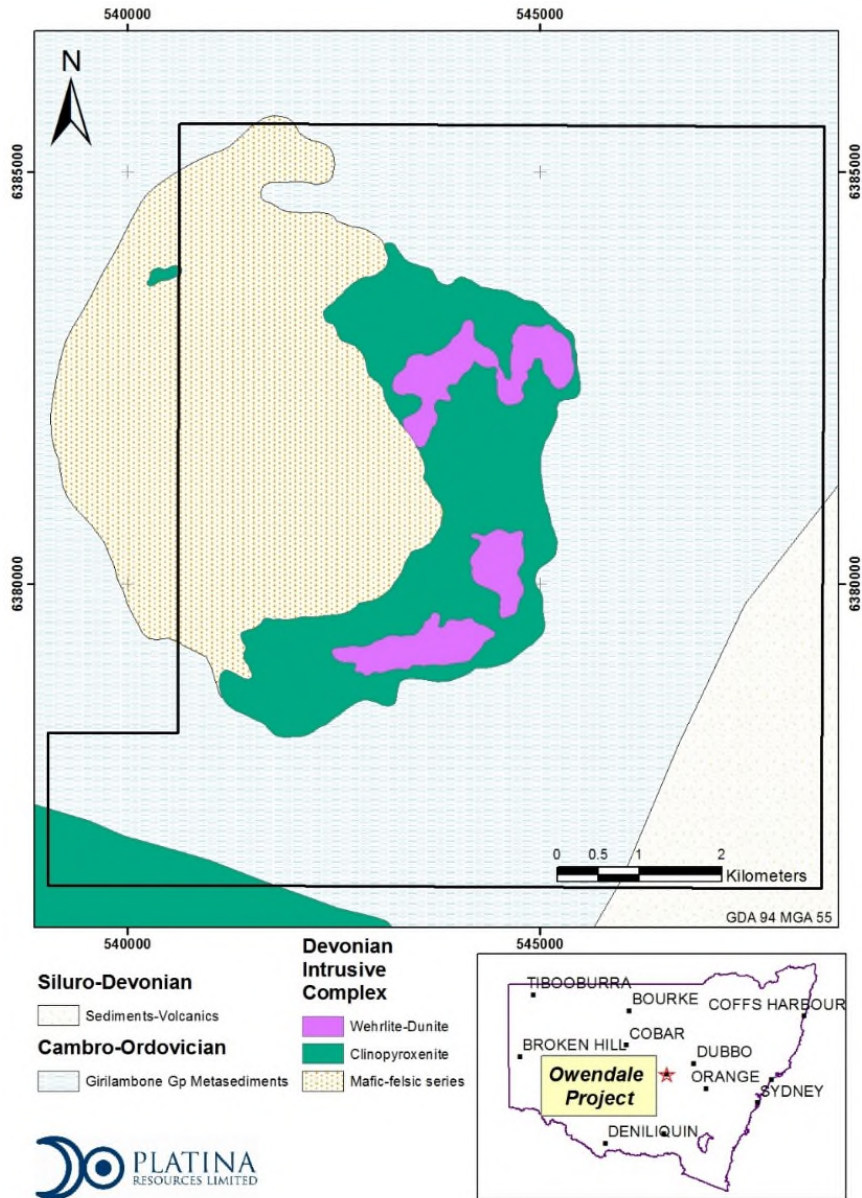 540000
545000
N
6385000
6385000
6380000
6380000
0 0.5 1 2
Kilometers
GDA 94 MGA 55
540000
545000
Siluro-Devonian
Sediments-Volcanics
Cambro-Ordovician
Girilambone Gp Metasediments
Devonian
Intrusive
Complex
Wehrlite-Dunite
Clinopyroxenite
Mafic-felsic series
TIBOOBURRA
BOURKE
COFFS HARBOUR
COBAR
BROKEN HILL
DUBBO
Owendale
Project
ORANGE
SYDNEY
DENILIQUIN
PLATINA
RESOURCES LIMITED